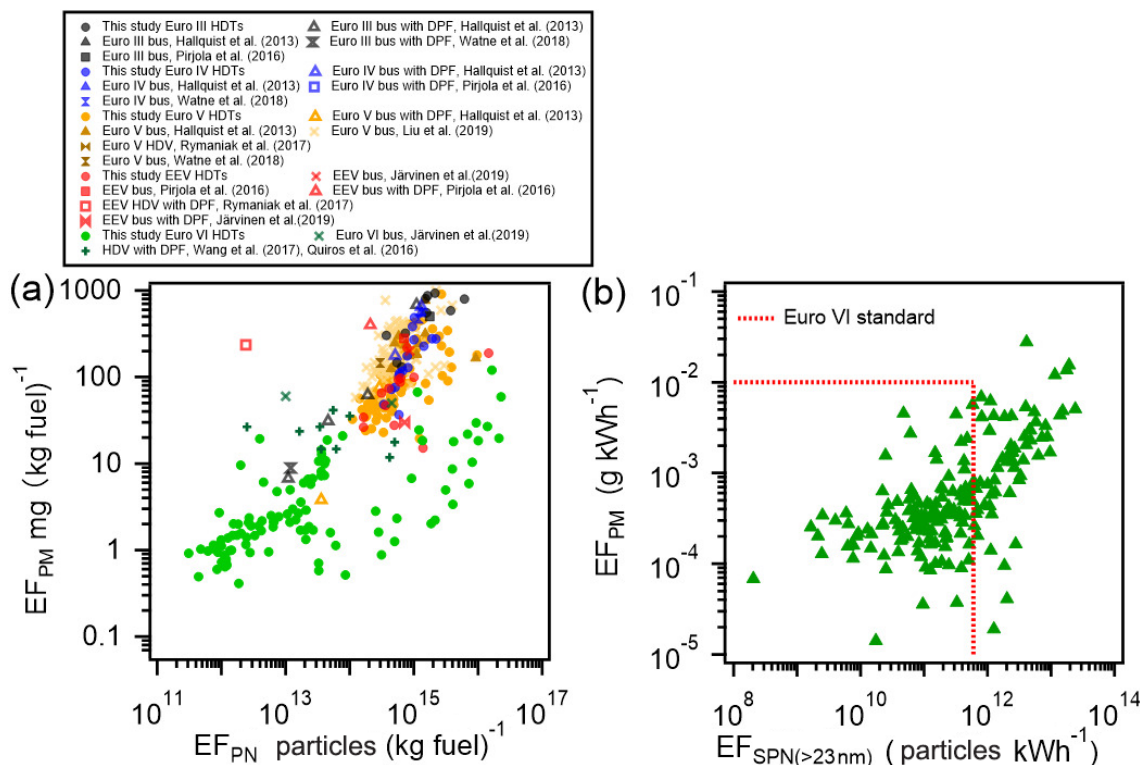 This study Euro III HDTs
Euro III bus with DPF, Hallquist et al. (2013)
Euro III bus, Hallquist et al. (2013)
Euro III bus with DPF, Watne et al. (2018)
Euro III bus, Pirjola et al. (2016)
This study Euro IV HDTs
Euro IV bus with DPF, Hallquist et al. (2013)
Euro IV bus, Hallquist et al. (2013)
Euro IV bus with DPF, Pirjola et al. (2016)
Euro IV bus, Watne et al. (2018)
This study Euro V HDTs
Euro V bus with DPF, Hallquist et al. (2013)
Euro V bus, Hallquist et al. (2013)
Euro V bus, Liu et al. (2019)
Euro V HDV, Rymaniak et al. (2017)
Euro V bus, Watne et al. (2018)
This study EEV HDTs
EEV bus, Järvinen et al.(2019)
EEV bus, Pirjola et al. (2016)
EEV bus with DPF, Pirjola et al. (2016)
EEV HDV with DPF, Rymaniak et al. (2017)
EEV bus with DPF, Järvinen et al.(2019)
This study Euro VI HDTs
Euro VI bus, Järvinen et al.(2019)
HDV with DPF, Wang et al. (2017), Quiros et al. (2016)
(a)
EF_PM mg (kg fuel)^-1
1000
100
10
1
0.1
10^11
10^13
10^15
10^17
EF_PN particles (kg fuel)^-1
(b)
EF_PM (g kWh^-1)
10^-1
10^-2
10^-3
10^-4
10^-5
Euro VI standard
10^8
10^10
10^12
10^14
EF_SPN(>23nm) (particles kWh^-1)